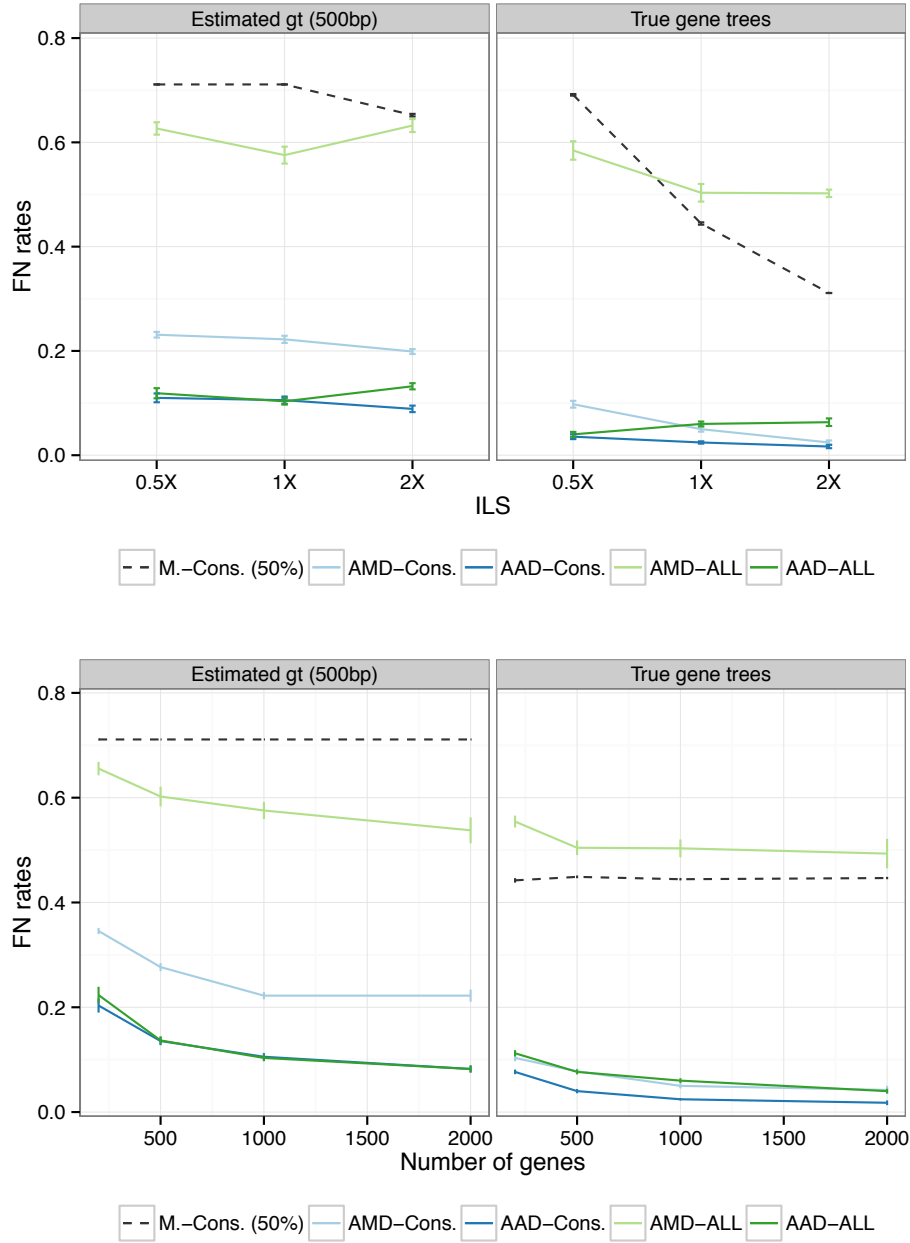 Estimated gt (500bp)
True gene trees
0.8
0.6
0.4
0.2
0.0
FN rates
0.5X
1X
2X
0.5X
1X
2X
ILS
M.−Cons. (50%)
AMD−Cons.
AAD−Cons.
AMD−ALL
AAD−ALL
Estimated gt (500bp)
True gene trees
0.8
0.6
0.4
0.2
0.0
FN rates
500
1000
1500
2000
500
1000
1500
2000
Number of genes
M.−Cons. (50%)
AMD−Cons.
AAD−Cons.
AMD−ALL
AAD−ALL